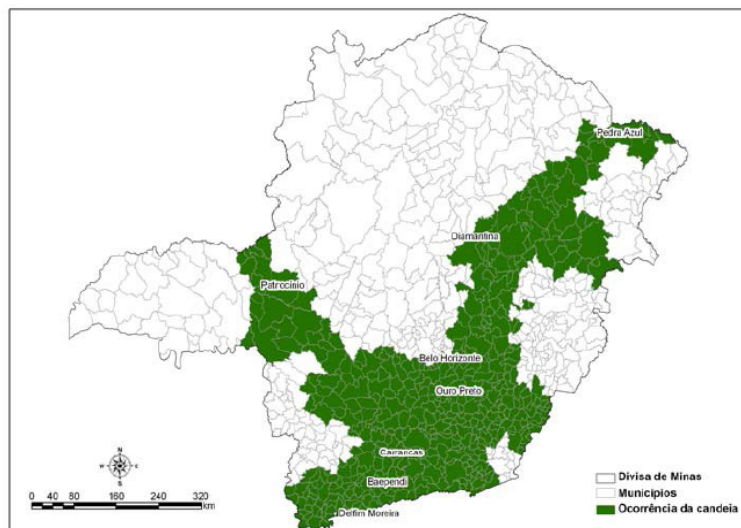 Pedra Azul
Diamantina
Patrocínio
Belo Horizonte
Ouro Preto
Carrancas
Baependi
Delfim Moreira
N
W E
S
0 40 80 160 240 320
km
Divisa de Minas
Municípios
Ocorrência da candeia